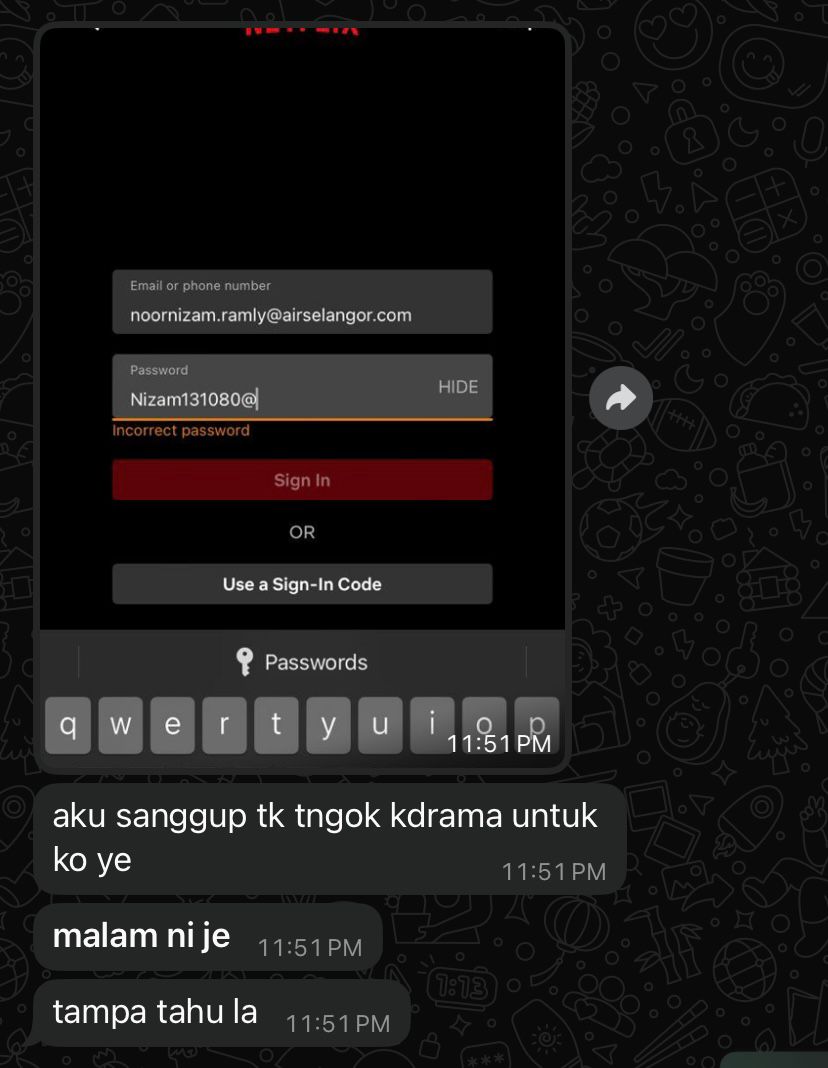 NETFLIX
Email or phone number
noornizam.ramly@airselangor.com
Password
Nizam131080@
HIDE
Incorrect password
Sign In
OR
Use a Sign-In Code
Passwords
q w e r t y u i o p
11:51 PM
aku sanggup tk tngok kdrama untuk
ko ye
11:51 PM
malam ni je 11:51 PM
tampa tahu la 11:51 PM
7:13
***